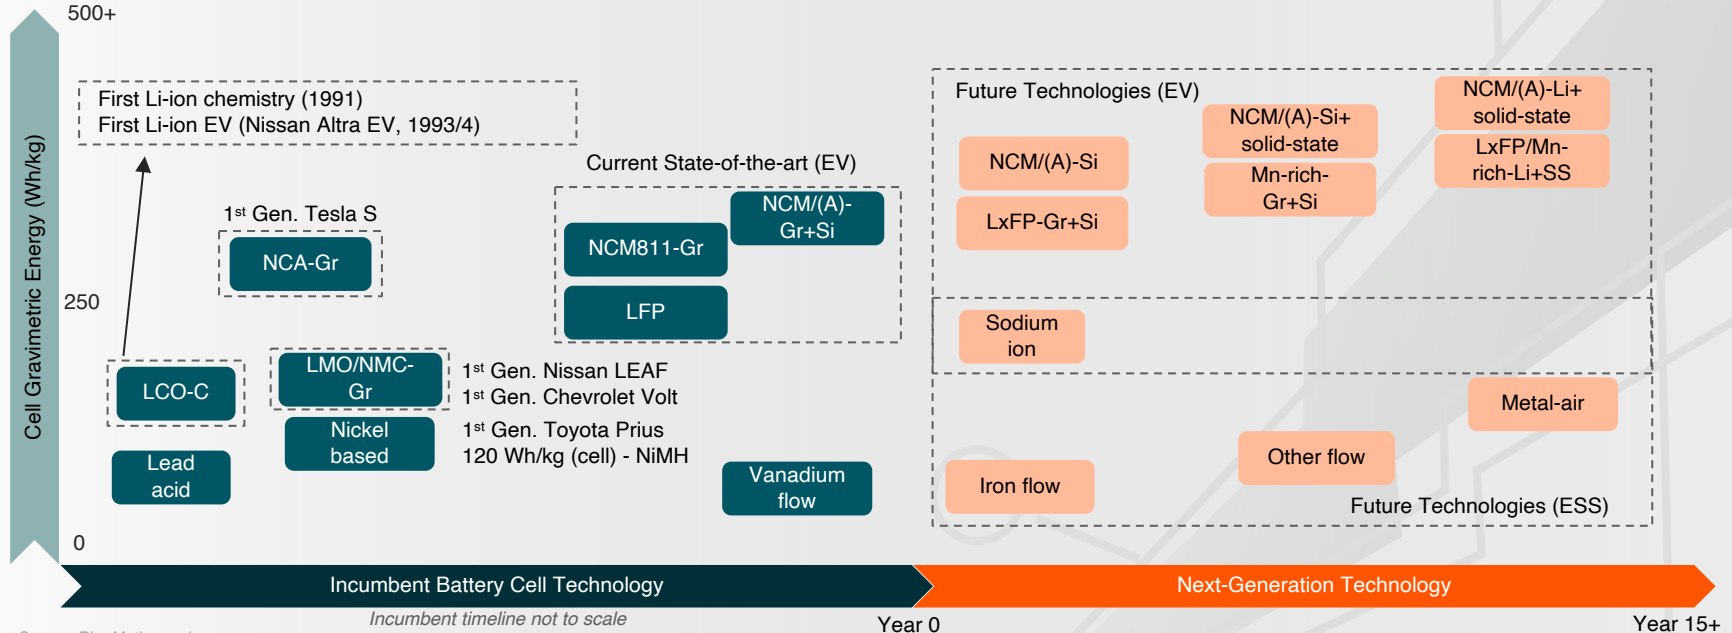 500+
First Li-ion chemistry (1991)
First Li-ion EV (Nissan Altra EV, 1993/4)
Cell Gravimetric Energy (Wh/kg)
250
0
1st Gen. Tesla S
NCA-Gr
LCO-C
Lead
acid
LMO/NMC-
Gr
1st Gen. Nissan LEAF
1st Gen. Chevrolet Volt
Nickel
based
1st Gen. Toyota Prius
120 Wh/kg (cell) - NiMH
Current State-of-the-art (EV)
NCM811-Gr
NCM/(A)-
Gr+Si
LFP
Vanadium
flow
Future Technologies (EV)
NCM/(A)-Si
LxFP-Gr+Si
NCM/(A)-Si+
solid-state
Mn-rich-
Gr+Si
NCM/(A)-Li+
solid-state
LxFP/Mn-
rich-Li+SS
Sodium
ion
Metal-air
Other flow
Iron flow
Future Technologies (ESS)
Incumbent Battery Cell Technology
Next-Generation Technology
Incumbent timeline not to scale
Year 0
Year 15+